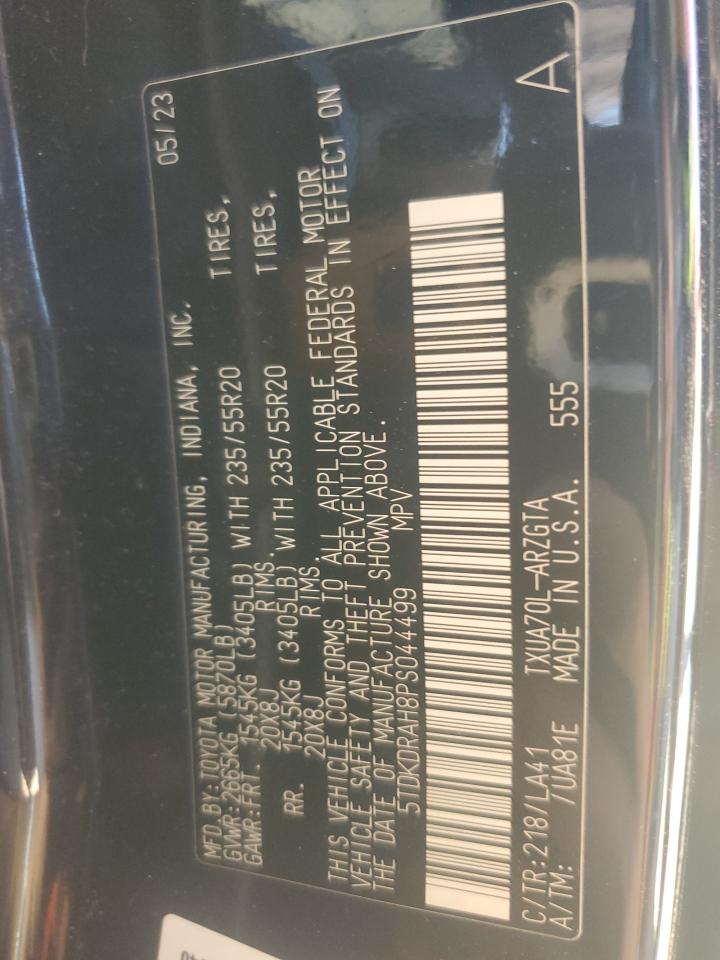 05/23
MFD.BY:TOYOTA MOTOR MANUFACTURING, INDIANA, INC.
GVWR:2665KG (5870LB)
GAWR:FRT 1545KG (3405LB) WITH 235/55R20 TIRES,
20X8J RIMS.
RR. 1545KG (3405LB) WITH 235/55R20 TIRES,
20X8J RIMS.
THIS VEHICLE CONFORMS TO ALL APPLICABLE FEDERAL MOTOR
VEHICLE SAFETY AND THEFT PREVENTION STANDARDS IN EFFECT ON
THE DATE OF MANUFACTURE SHOWN ABOVE.
5TDKDRAH8PS044499 MPV
C/TR:218/LA41 TXUA70L-ARZGTA
A/TM: /UA81E MADE IN U.S.A. 555
A